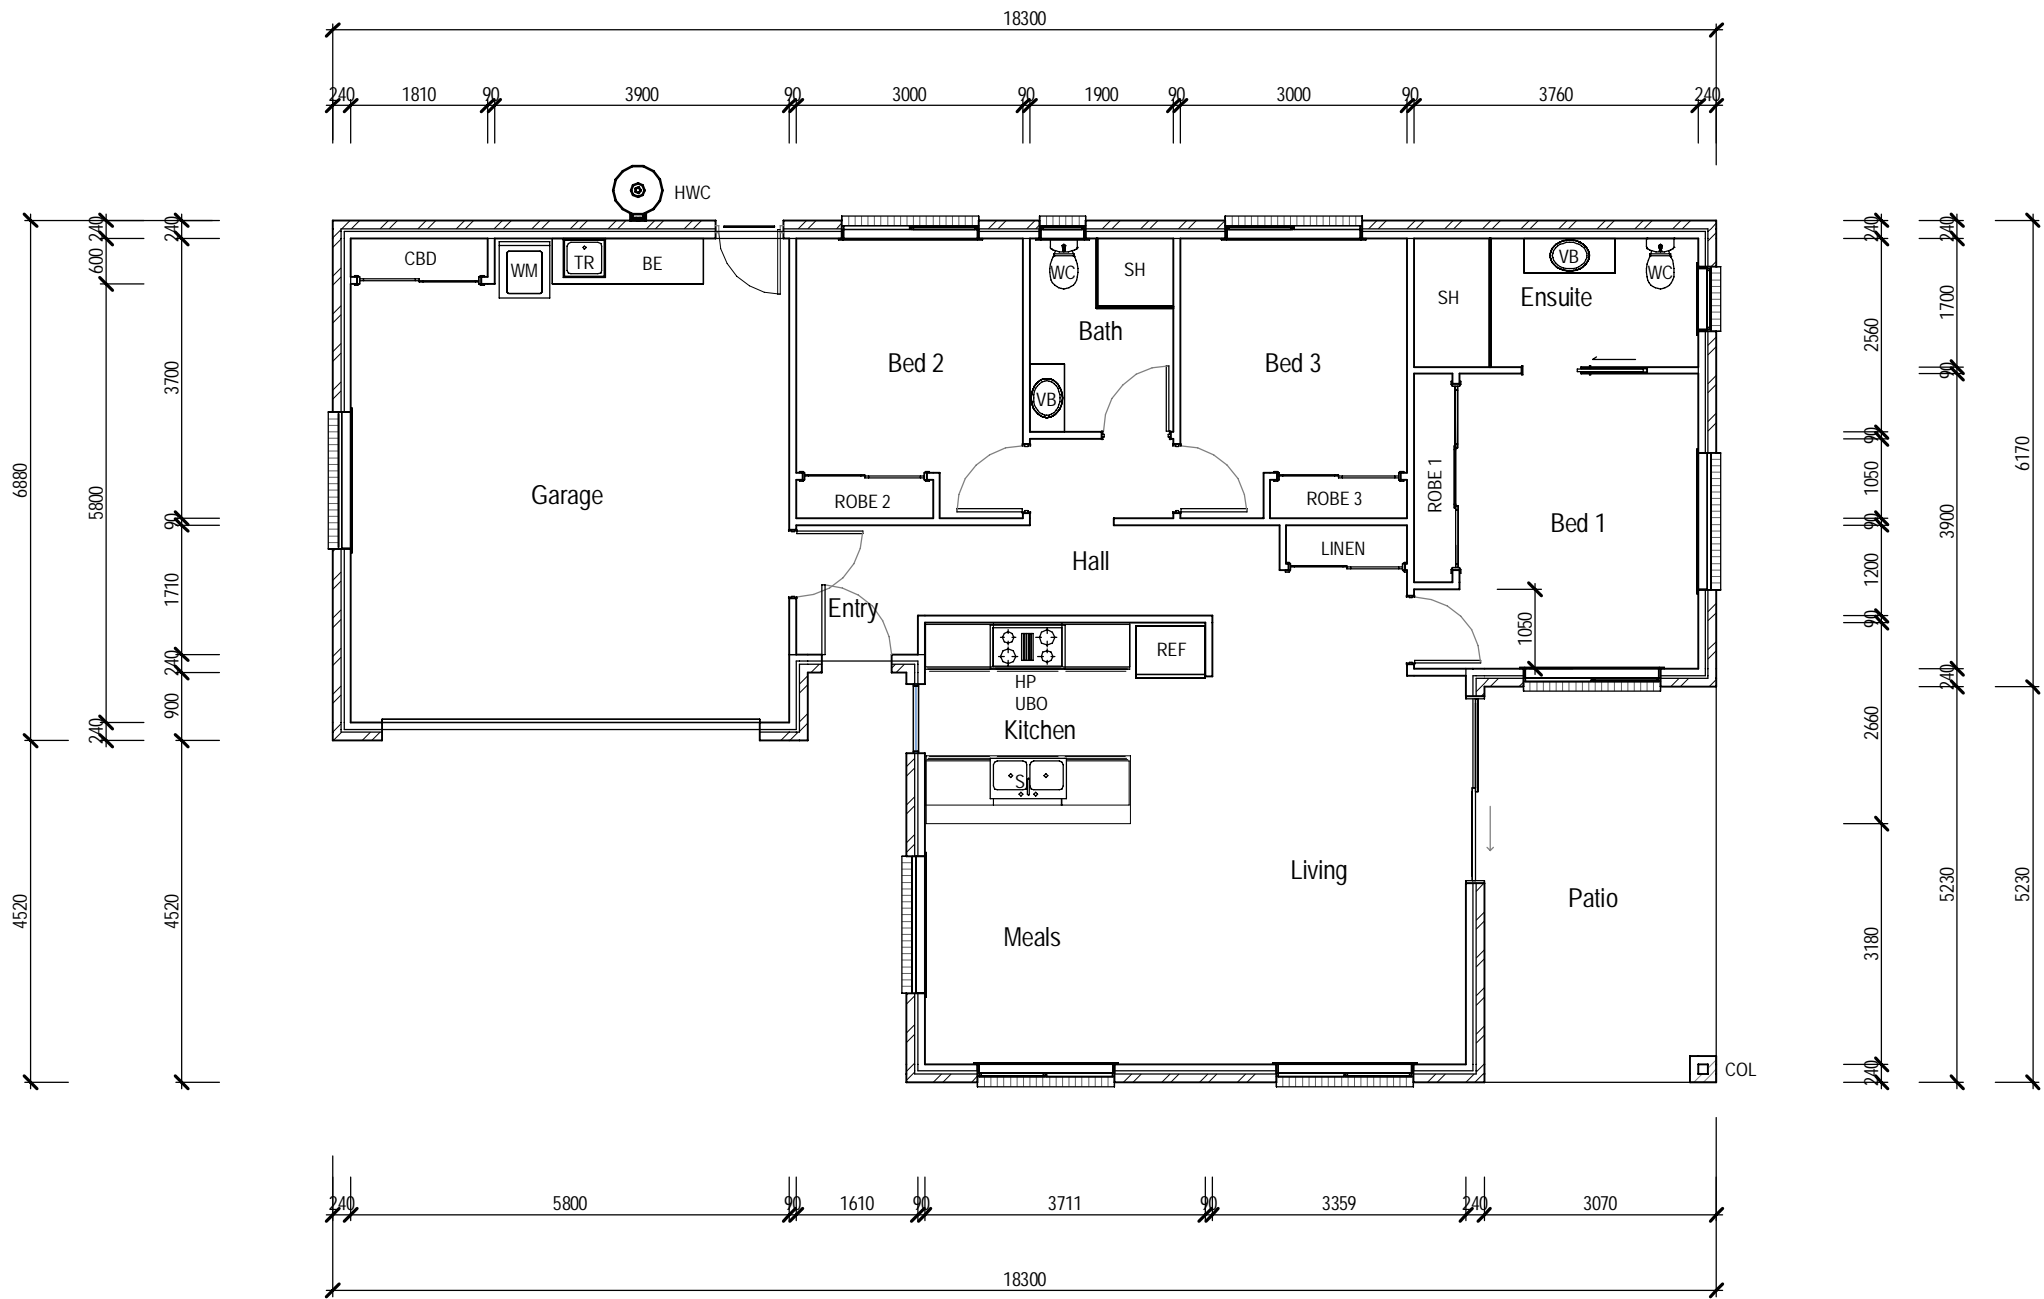 18300
240 1810 90 3900 90 3000 90 1900 90 3000 90 3760 240
HWC
CBD WM TR BE
WC SH
SH VB WC
Ensuite
Bath
Bed 2
Bed 3
VB
Garage
ROBE 2
ROBE 3
ROBE 1
Bed 1
LINEN
Hall
Entry
1050
REF
HP
UBO
Kitchen
S
Living
Patio
Meals
COL
6880
4520
240
600
5800
240
240
3700
90
1710
240
900
4520
240
2560
90
1050
90
1200
90
2660
3180
240
240
1700
90
3900
240
5230
6170
5230
240 5800 90 1610 90 3711 90 3359 240 3070
18300